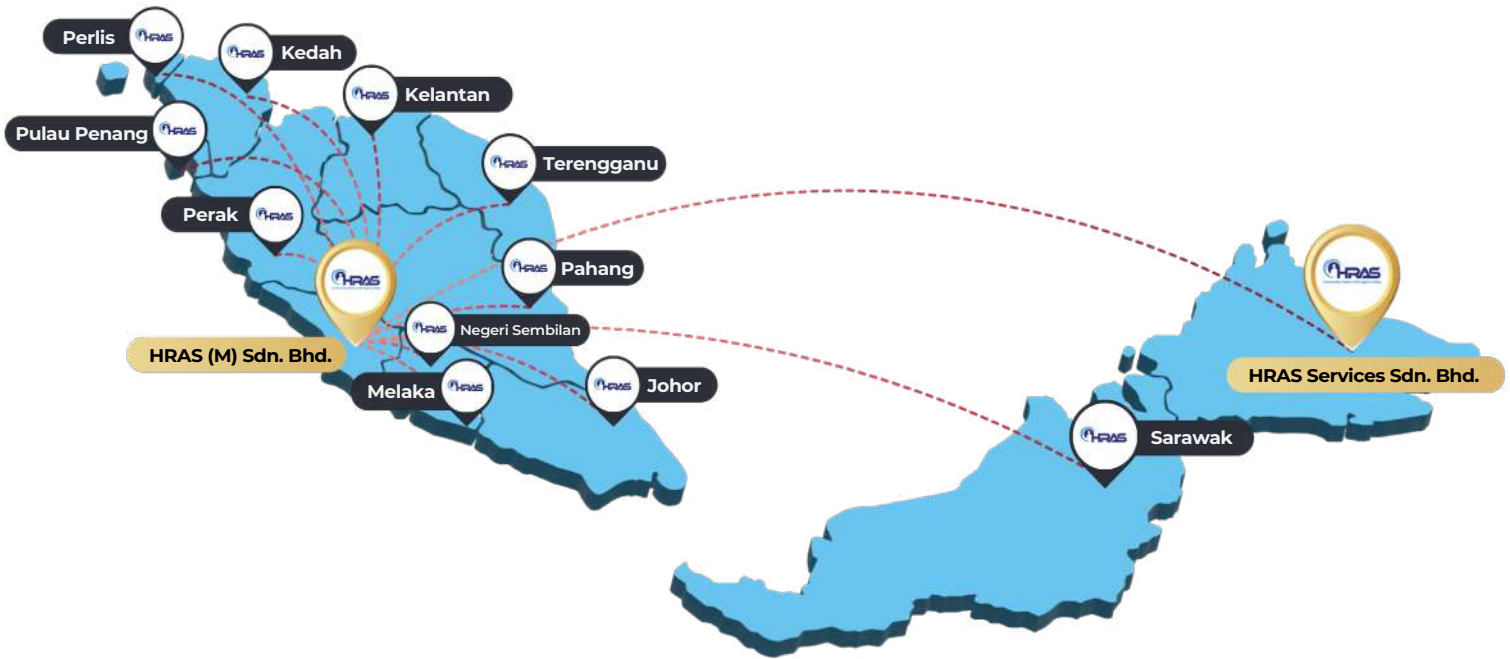 Perlis
HRAS
HRAS
Kedah
HRAS
Kelantan
Pulau Penang
HRAS
HRAS
Terengganu
Perak
HRAS
HRAS
HRAS
Pahang
HRAS
HRAS
Negeri Sembilan
HRAS (M) Sdn. Bhd.
HRAS Services Sdn. Bhd.
Melaka
HRAS
HRAS
Johor
HRAS
Sarawak